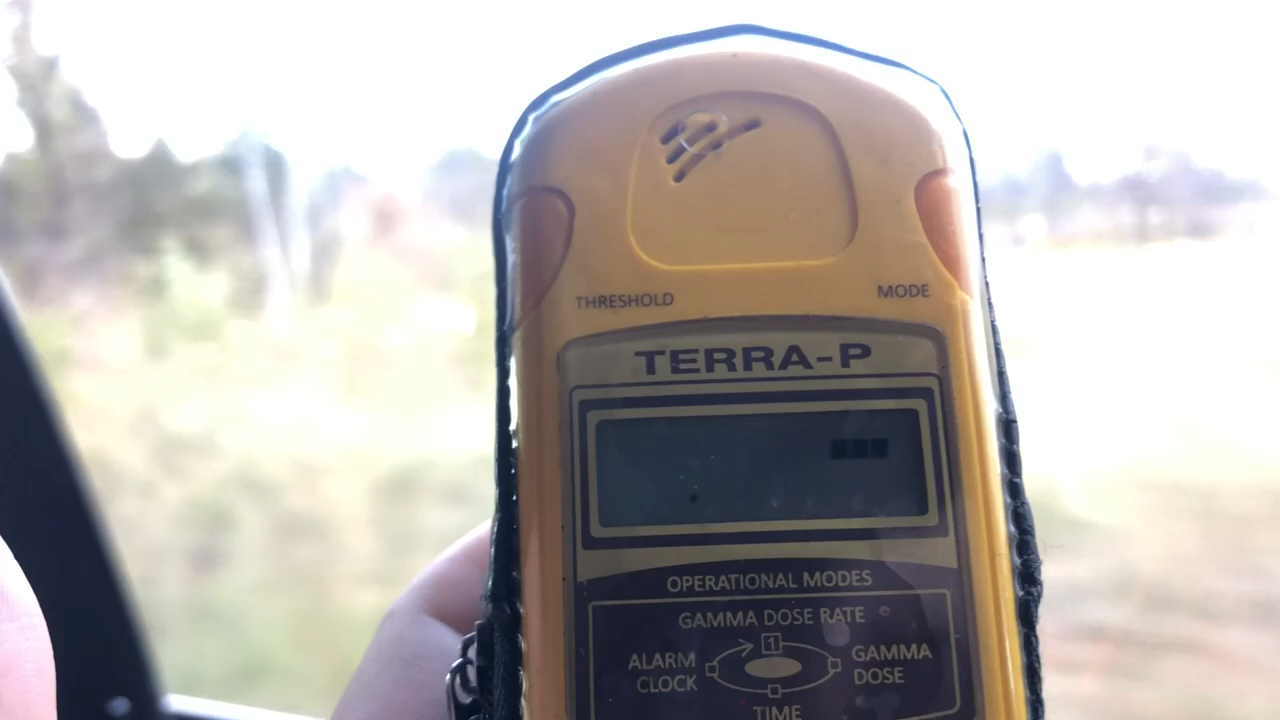 THRESHOLD
MODE
TERRA-P
OPERATIONAL MODES
GAMMA DOSE RATE
1
ALARM
CLOCK
GAMMA
DOSE
TIME